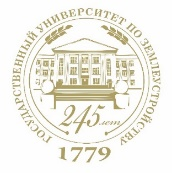 ГОСУДАРСТВЕННЫЙ УНИВЕРСИТЕТ ПО ЗЕМЛЕУСТРОЙСТВУ
245 лет
1779